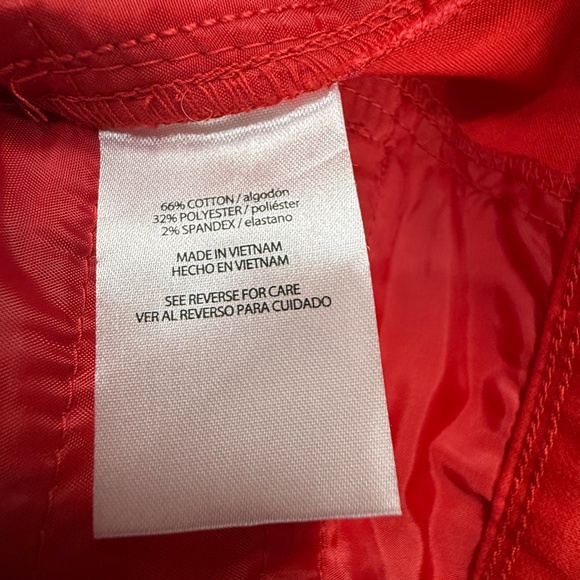 66% COTTON / algodón
32% POLYESTER / poliéster
2% SPANDEX / elastano
MADE IN VIETNAM
HECHO EN VIETNAM
SEE REVERSE FOR CARE
VER AL REVERSO PARA CUIDADO